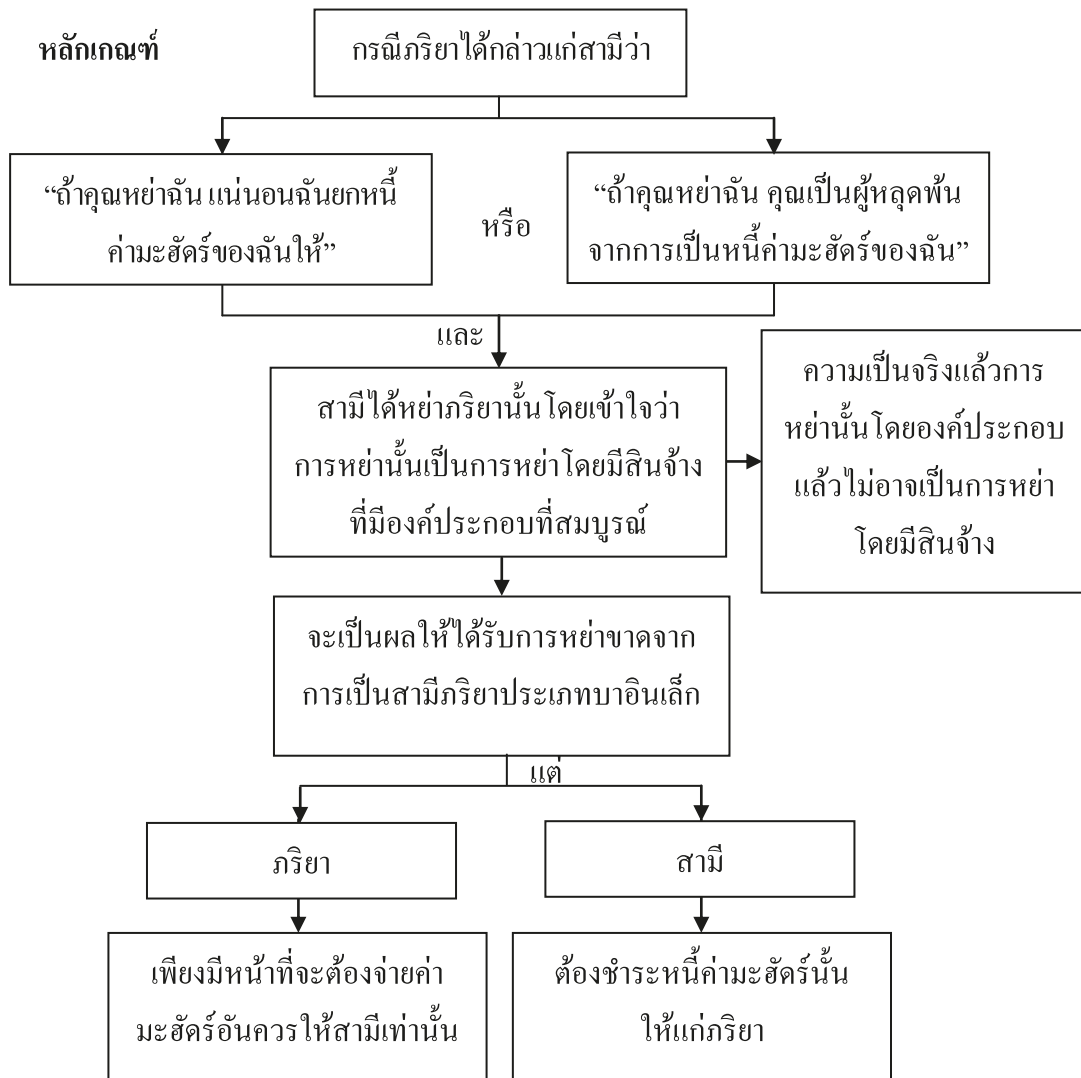 หลักเกณฑ์
กรณีภริยาได้กล่าวแก่สามีว่า
“ถ้าคุณหย่าฉัน แน่นอนฉันยกหนี้
ค่ามะฮัดร์ของฉันให้”
หรือ
“ถ้าคุณหย่าฉัน คุณเป็นผู้หลุดพ้น
จากการเป็นหนี้ค่ามะฮัดร์ของฉัน”
และ
สามีได้หย่าภริยานั้นโดยเข้าใจว่า
การหย่านั้นเป็นการหย่าโดยมีสินจ้าง
ที่มีองค์ประกอบที่สมบูรณ์
ความเป็นจริงแล้วการ
หย่านั้นโดยองค์ประกอบ
แล้วไม่อาจเป็นการหย่า
โดยมีสินจ้าง
จะเป็นผลให้ได้รับการหย่าขาดจาก
การเป็นสามีภริยาประเภทบาอินเล็ก
แต่
ภริยา
สามี
เพียงมีหน้าที่จะต้องจ่ายค่า
มะฮัดร์อันควรให้สามีเท่านั้น
ต้องชำระหนี้ค่ามะฮัดร์นั้น
ให้แก่ภริยา